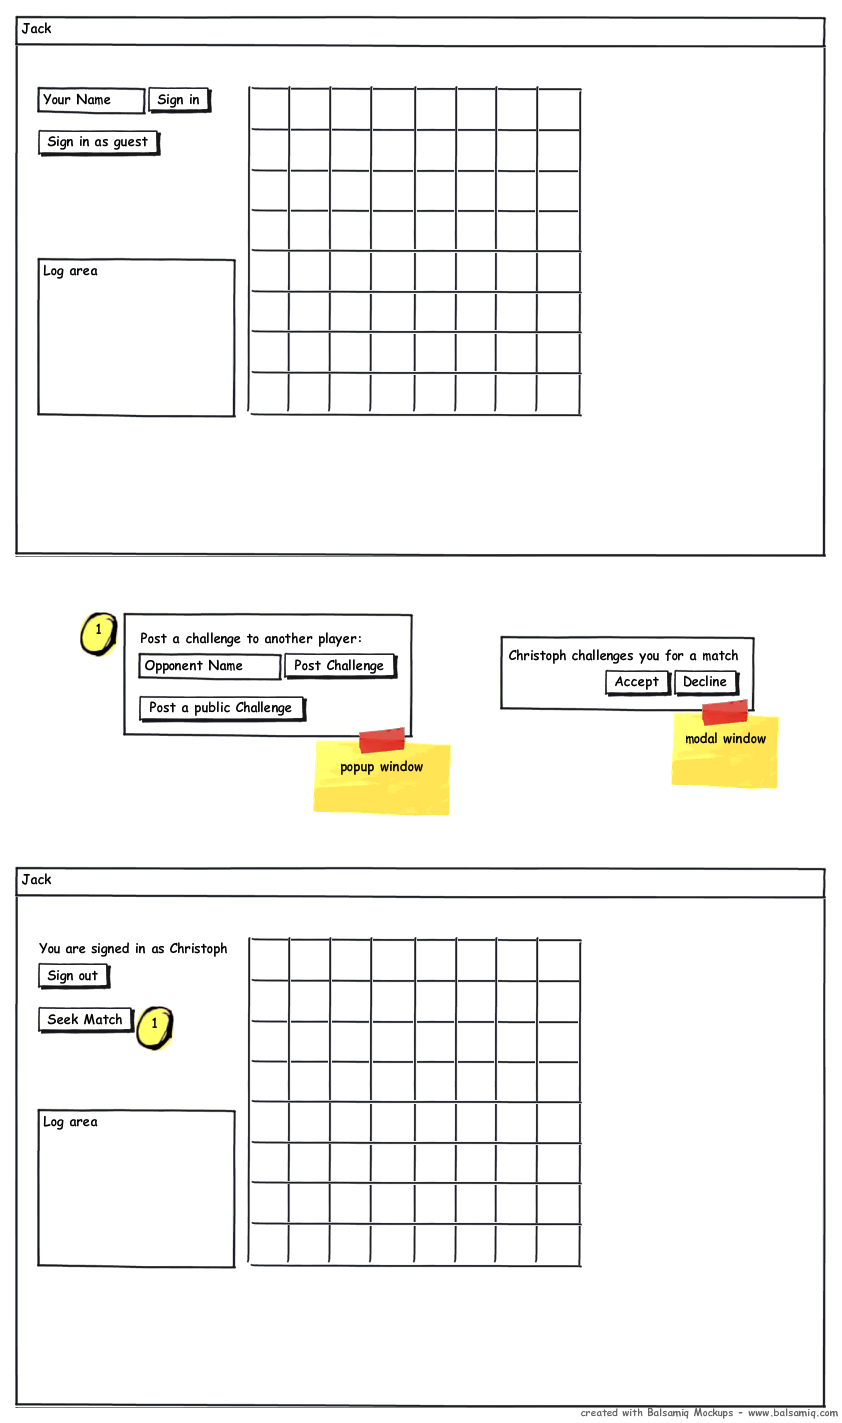 Jack
Your Name
Sign in
Sign in as guest
Log area
1
Post a challenge to another player:
Opponent Name
Post Challenge
Post a public Challenge
popup window
Christoph challenges you for a match
Accept
Decline
modal window
Jack
You are signed in as Christoph
Sign out
Seek Match
1
Log area
created with Balsamiq Mockups - www.balsamiq.com